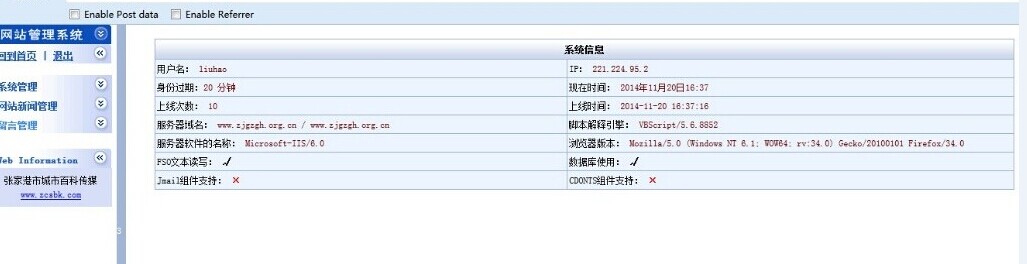 Enable Post data Enable Referrer
网站管理系统
回到首页 | 退出
系统管理
网站新闻管理
留言管理
Web Information
张家港市城市百科传媒
www.zcsbk.com
系统信息
用户名: liuhao IP: 221.224.95.2
身份过期: 20 分钟 现在时间: 2014年11月20日16:37
上线次数: 10 上线时间: 2014-11-20 16:37:16
服务器域名: www.zjgzgh.org.cn / www.zjgzgh.org.cn 脚本解释引擎: VBScript/5.6.8852
服务器软件的名称: Microsoft-IIS/6.0 浏览器版本: Mozilla/5.0 (Windows NT 6.1; WOW64; rv:34.0) Gecko/20100101 Firefox/34.0
FSO文本读写: ✓ 数据库使用: ✓
Jmail组件支持: × CDONTS组件支持: ×
3